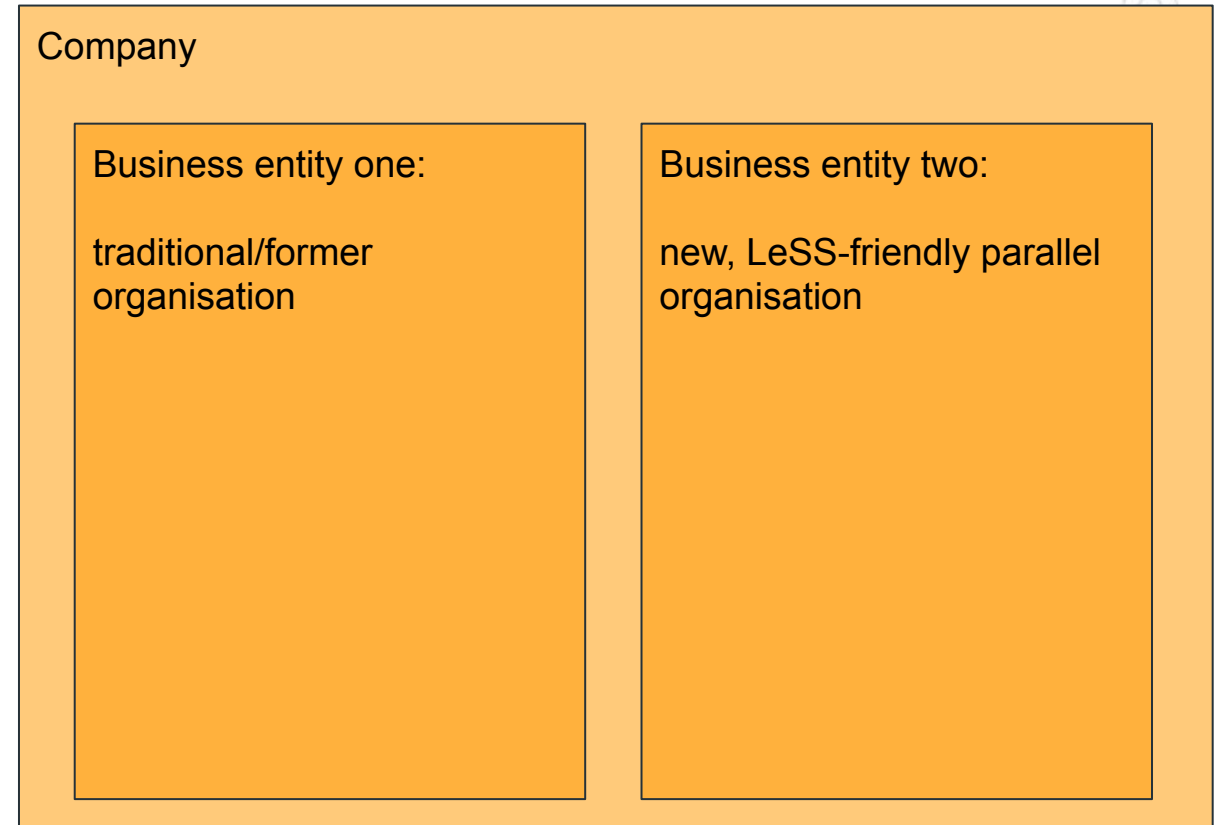 Company
Business entity one:
traditional/former
organisation
Business entity two:
new, LeSS-friendly parallel
organisation